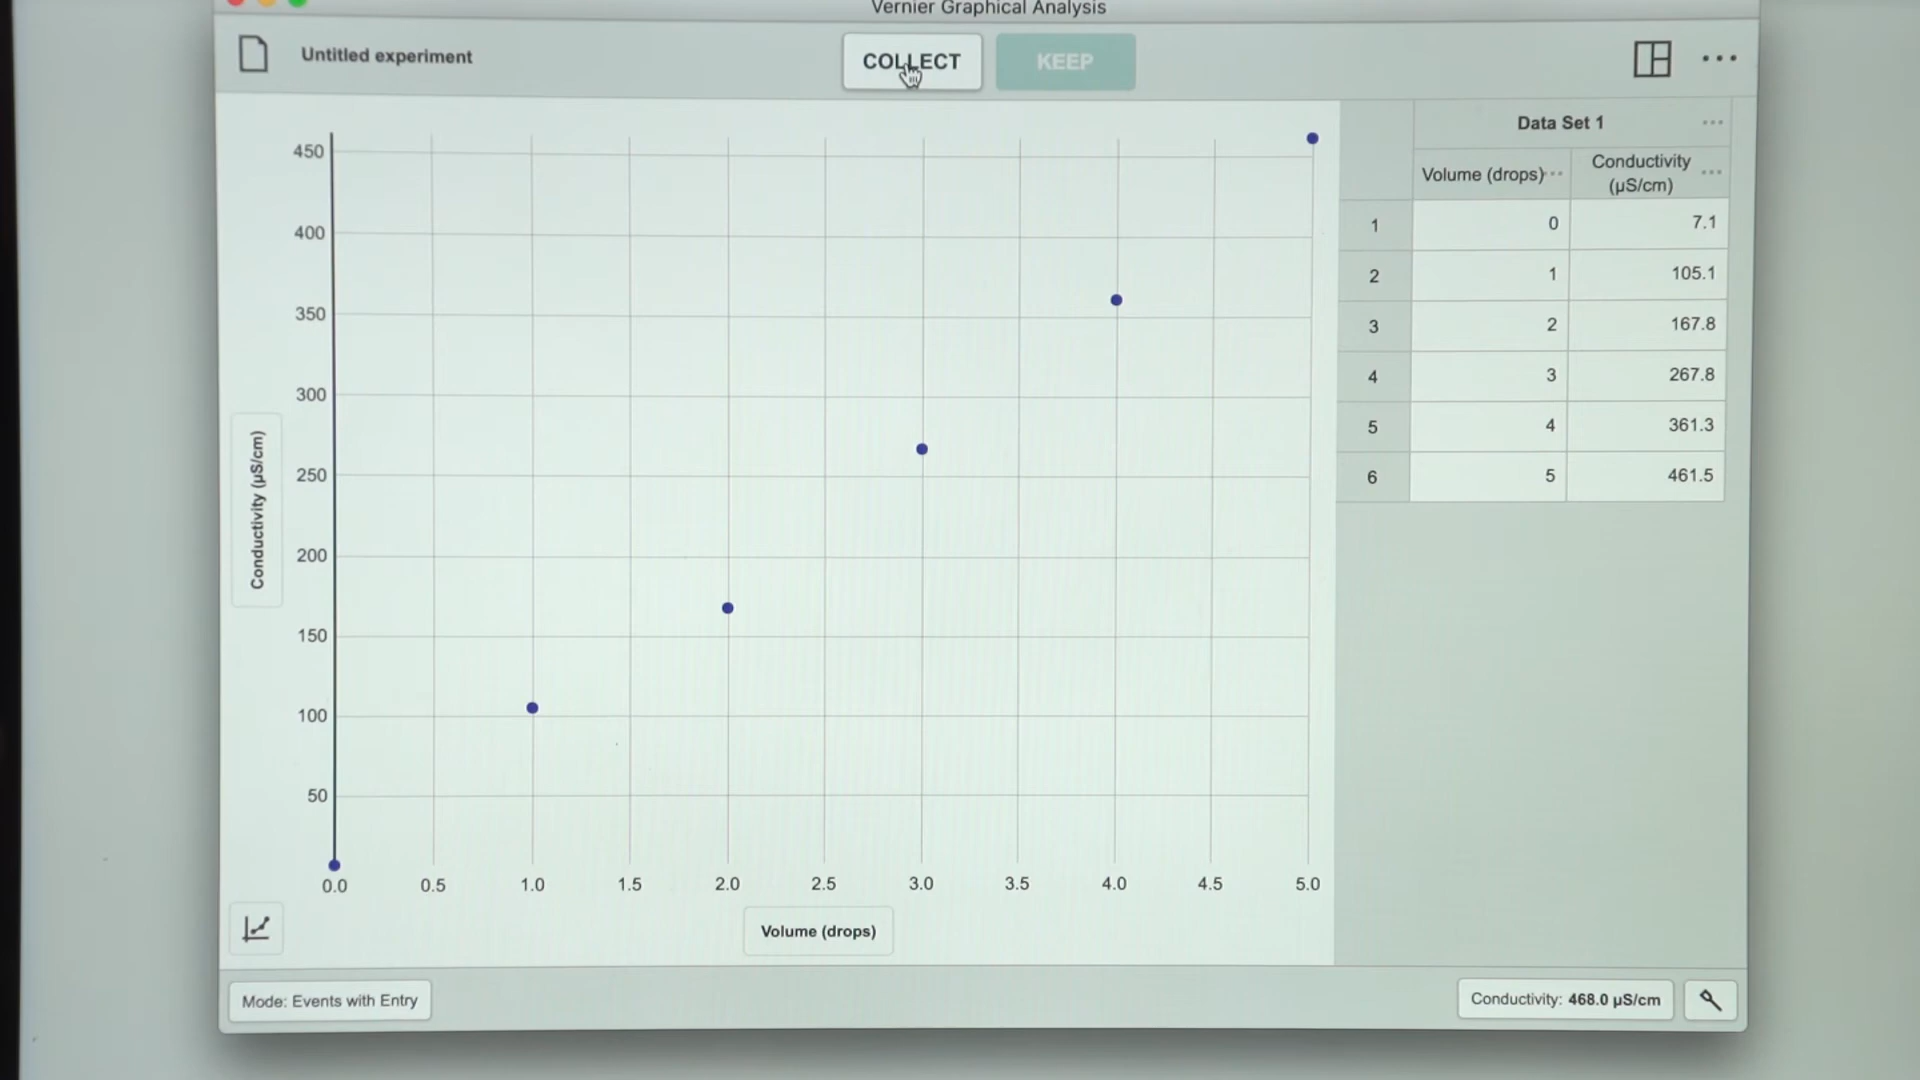 Vernier Graphical Analysis
Untitled experiment
COLLECT
KEEP
Data Set 1
Volume (drops)
Conductivity
(µS/cm)
1 0 7.1
2 1 105.1
3 2 167.8
4 3 267.8
5 4 361.3
6 5 461.5
Conductivity (µS/cm)
450
400
350
300
250
200
150
100
50
0.0 0.5 1.0 1.5 2.0 2.5 3.0 3.5 4.0 4.5 5.0
Volume (drops)
Mode: Events with Entry
Conductivity: 468.0 µS/cm